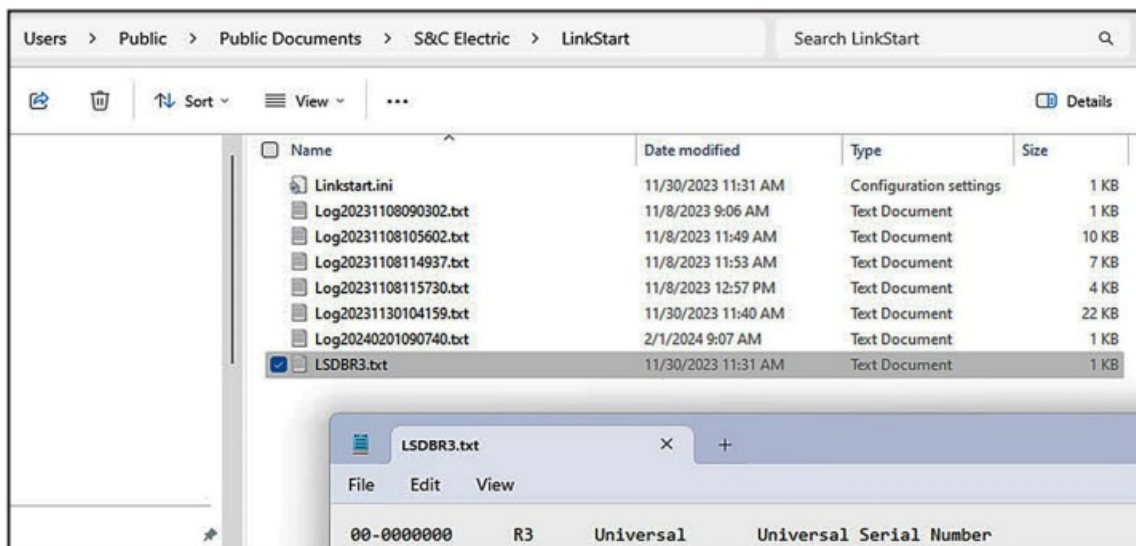 Users > Public > Public Documents > S&C Electric > LinkStart Search LinkStart
Sort View ... Details
Name Date modified Type Size
Linkstart.ini 11/30/2023 11:31 AM Configuration settings 1 KB
Log20231108090302.txt 11/8/2023 9:06 AM Text Document 1 KB
Log20231108105602.txt 11/8/2023 11:49 AM Text Document 10 KB
Log20231108114937.txt 11/8/2023 11:53 AM Text Document 7 KB
Log20231108115730.txt 11/8/2023 12:57 PM Text Document 4 KB
Log20231130104159.txt 11/30/2023 11:40 AM Text Document 22 KB
Log20240201090740.txt 2/1/2024 9:07 AM Text Document 1 KB
LSDBR3.txt 11/30/2023 11:31 AM Text Document 1 KB
LSDBR3.txt
File Edit View
00-0000000 R3 Universal Universal Serial Number